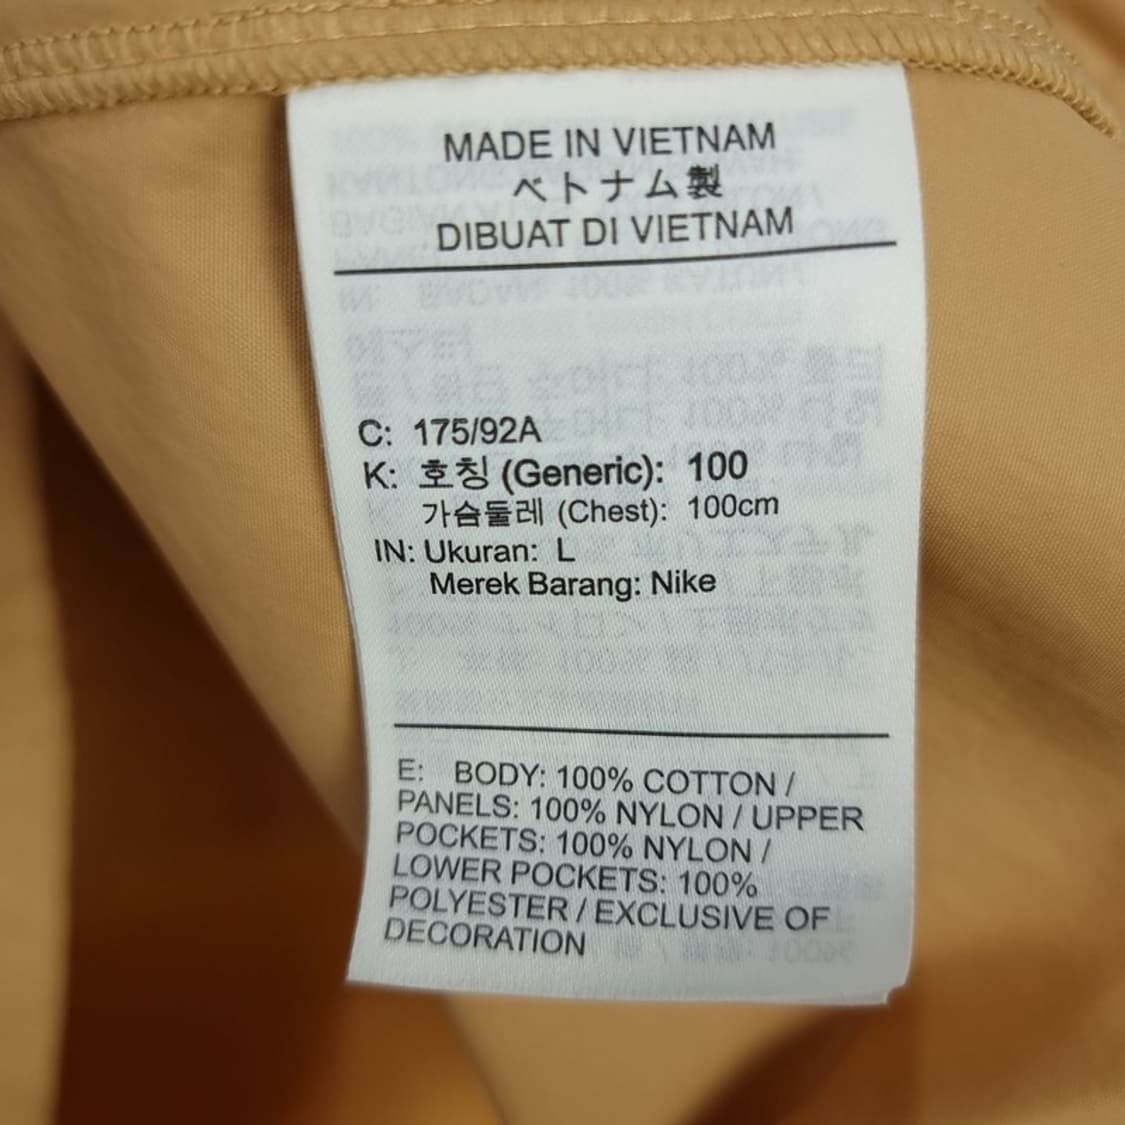 MADE IN VIETNAM
ベトナム製
DIBUAT DI VIETNAM
C: 175/92A
K: 호칭 (Generic): 100
가슴둘레 (Chest): 100cm
IN: Ukuran: L
Merek Barang: Nike
E: BODY: 100% COTTON /
PANELS: 100% NYLON / UPPER
POCKETS: 100% NYLON /
LOWER POCKETS: 100%
POLYESTER / EXCLUSIVE OF
DECORATION